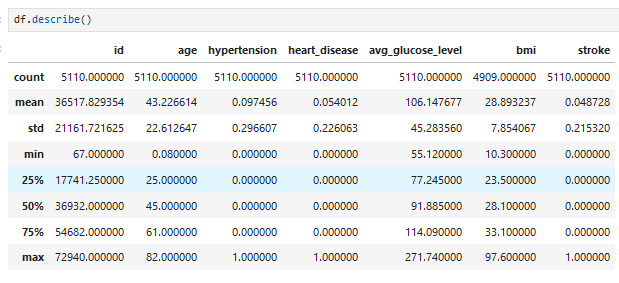 df.describe()
id age hypertension heart_disease avg_glucose_level bmi stroke
count 5110.000000 5110.000000 5110.000000 5110.000000 5110.000000 4909.000000 5110.000000
mean 36517.829354 43.226614 0.097456 0.054012 106.147677 28.893237 0.048728
std 21161.721625 22.612647 0.296607 0.226063 45.283560 7.854067 0.215320
min 67.000000 0.080000 0.000000 0.000000 55.120000 10.300000 0.000000
25% 17741.250000 25.000000 0.000000 0.000000 77.245000 23.500000 0.000000
50% 36932.000000 45.000000 0.000000 0.000000 91.885000 28.100000 0.000000
75% 54682.000000 61.000000 0.000000 0.000000 114.090000 33.100000 0.000000
max 72940.000000 82.000000 1.000000 1.000000 271.740000 97.600000 1.000000